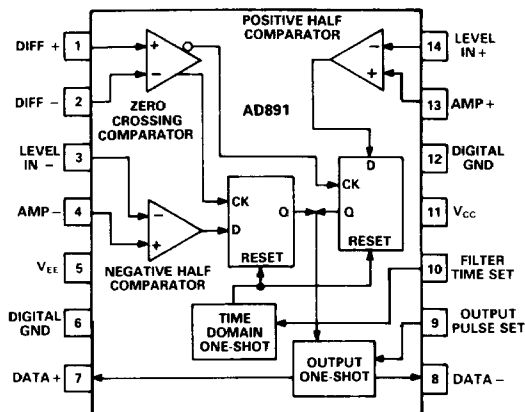 POSITIVE HALF
COMPARATOR
DIFF + 1
+
−
14 LEVEL
IN +
−
+
DIFF − 2
ZERO
CROSSING
COMPARATOR
AD891
13 AMP +
LEVEL
IN − 3
12 DIGITAL
GND
D
CK
Q
RESET
AMP − 4
−
+
CK
D
Q
RESET
11 VCC
VEE 5
NEGATIVE HALF
COMPARATOR
10 FILTER
TIME SET
DIGITAL
GND 6
TIME
DOMAIN
ONE-SHOT
9 OUTPUT
PULSE SET
DATA + 7
OUTPUT
ONE-SHOT
8 DATA −